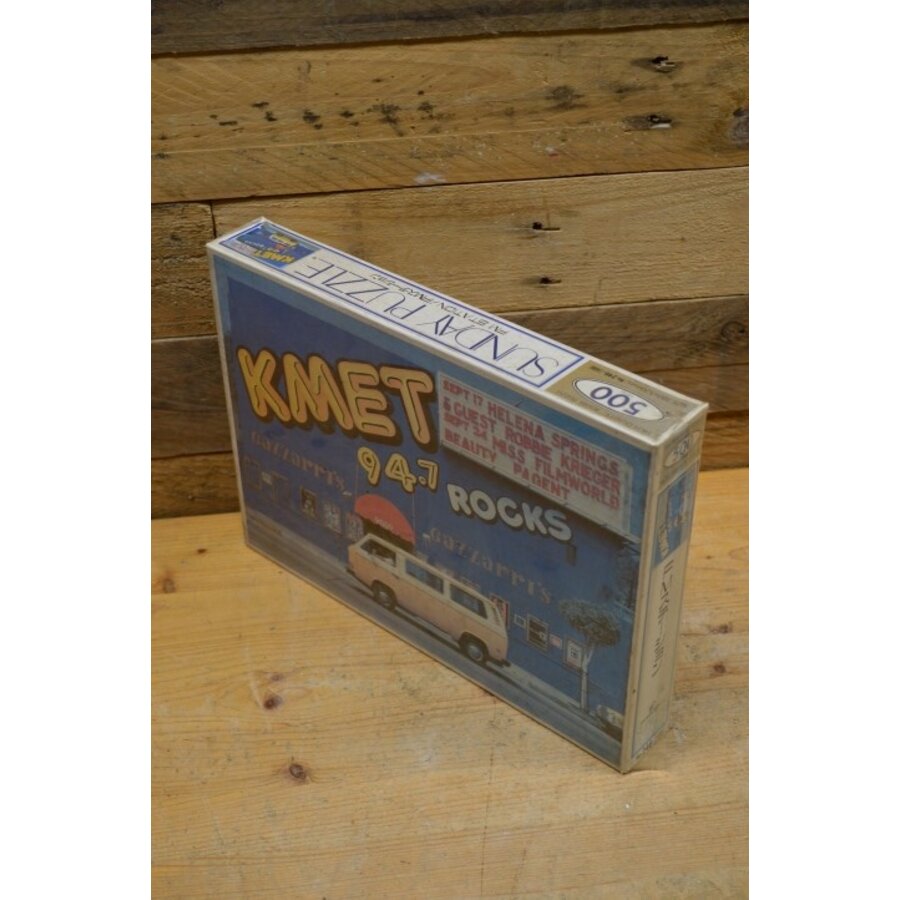 SUNDAY PUZZLE
500
KMET
94.7
ROCKS
SEPT 17 HELENA SPRINGS
& GUEST ROBBIE KRIEGER
SEPT 24 MISS FILMWORLD
BEAUTY PAGENT
Gazzarri's
Gazzarri's